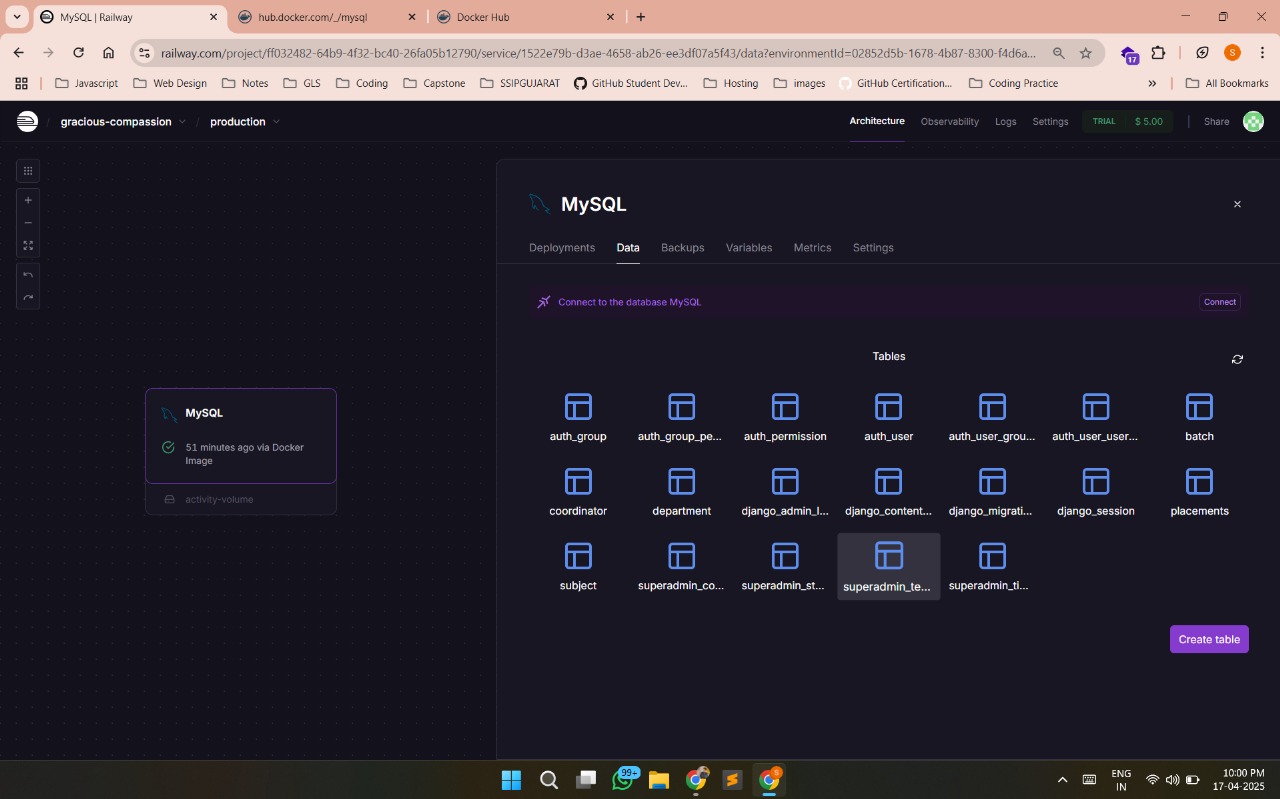 MySQL | Railway
hub.docker.com/_/mysql
Docker Hub
railway.com/project/ff032482-64b9-4f32-bc40-26fa05b12790/service/1522e79b-d3ae-4658-ab26-ee3df07a5f43/data?environmentId=02852d5b-1678-4b87-8300-f4d6a...
17
S
Javascript
Web Design
Notes
GLS
Coding
Capstone
SSIPGUJARAT
GitHub Student Dev...
Hosting
images
GitHub Certification...
Coding Practice
»
All Bookmarks
/ gracious-compassion / production
Architecture
Observability
Logs
Settings
TRIAL $ 5.00
Share
MySQL
Deployments
Data
Backups
Variables
Metrics
Settings
Connect to the database MySQL
Connect
Tables
auth_group
auth_group_pe...
auth_permission
auth_user
auth_user_grou...
auth_user_user...
batch
MySQL
51 minutes ago via Docker
Image
activity-volume
coordinator
department
django_admin_l...
django_content...
django_migrati...
django_session
placements
subject
superadmin_co...
superadmin_st...
superadmin_te...
superadmin_ti...
Create table
99+
S
S
ENG
IN
10:00 PM
17-04-2025